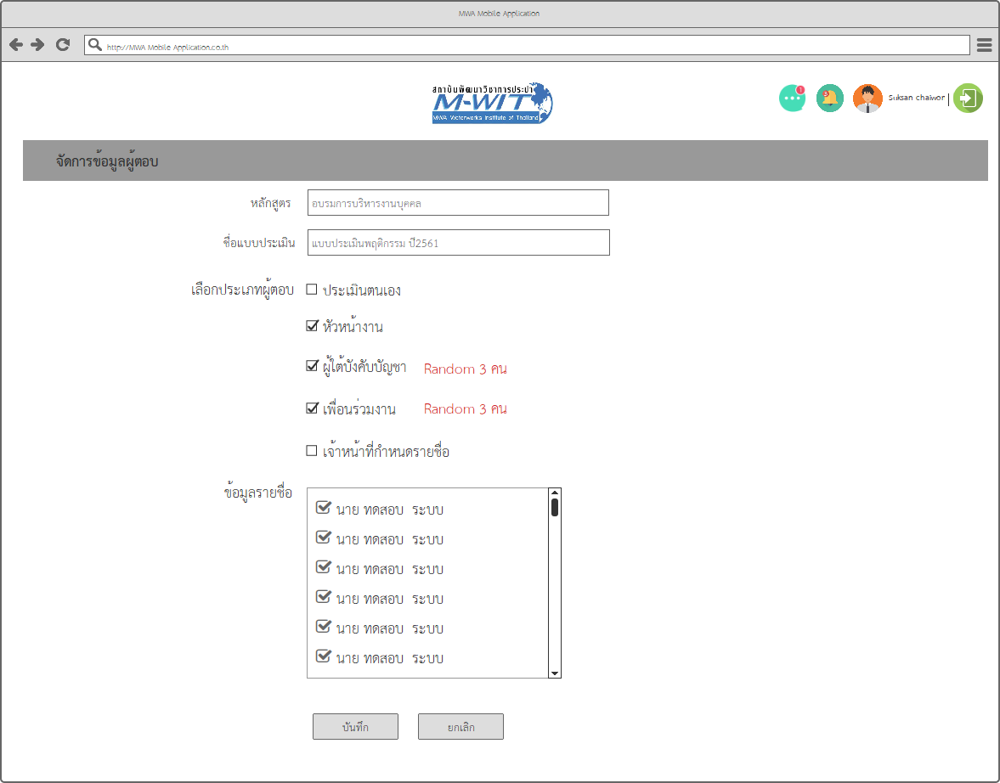 MWA Mobile Application
http://MWA Mobile Application.co.th
สถาบันพัฒนาวิชาการประปา
M-WIT
MWA Waterworks Institute of Thailand
1
3
Suksan chaiwon |
จัดการข้อมูลผู้ตอบ
หลักสูตร อบรมการบริหารงานบุคคล
ชื่อแบบประเมิน แบบประเมินพฤติกรรม ปี2561
เลือกประเภทผู้ตอบ ประเมินตนเอง
หัวหน้างาน
ผู้ใต้บังคับบัญชา Random 3 คน
เพื่อนร่วมงาน Random 3 คน
เจ้าหน้าที่กำหนดรายชื่อ
ข้อมูลรายชื่อ
นาย ทดสอบ ระบบ
นาย ทดสอบ ระบบ
นาย ทดสอบ ระบบ
นาย ทดสอบ ระบบ
นาย ทดสอบ ระบบ
นาย ทดสอบ ระบบ
บันทึก ยกเลิก